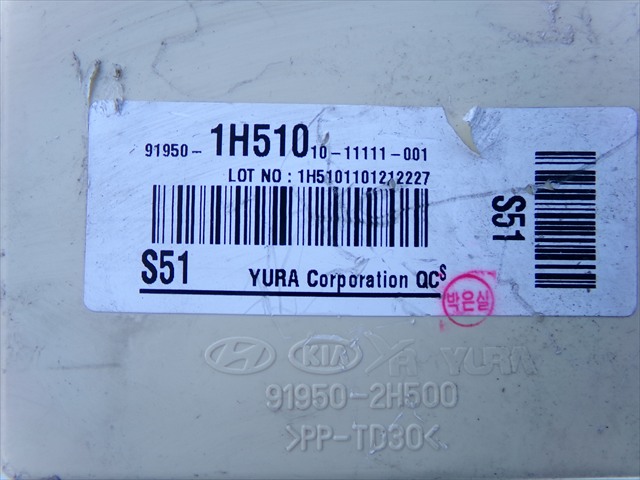 91950-1H510 10-11111-001
LOT NO : 1H5101101212227
S51
S51 YURA Corporation QCS
박은실
KIA YURA
91950-2H500
>PP-TD30<